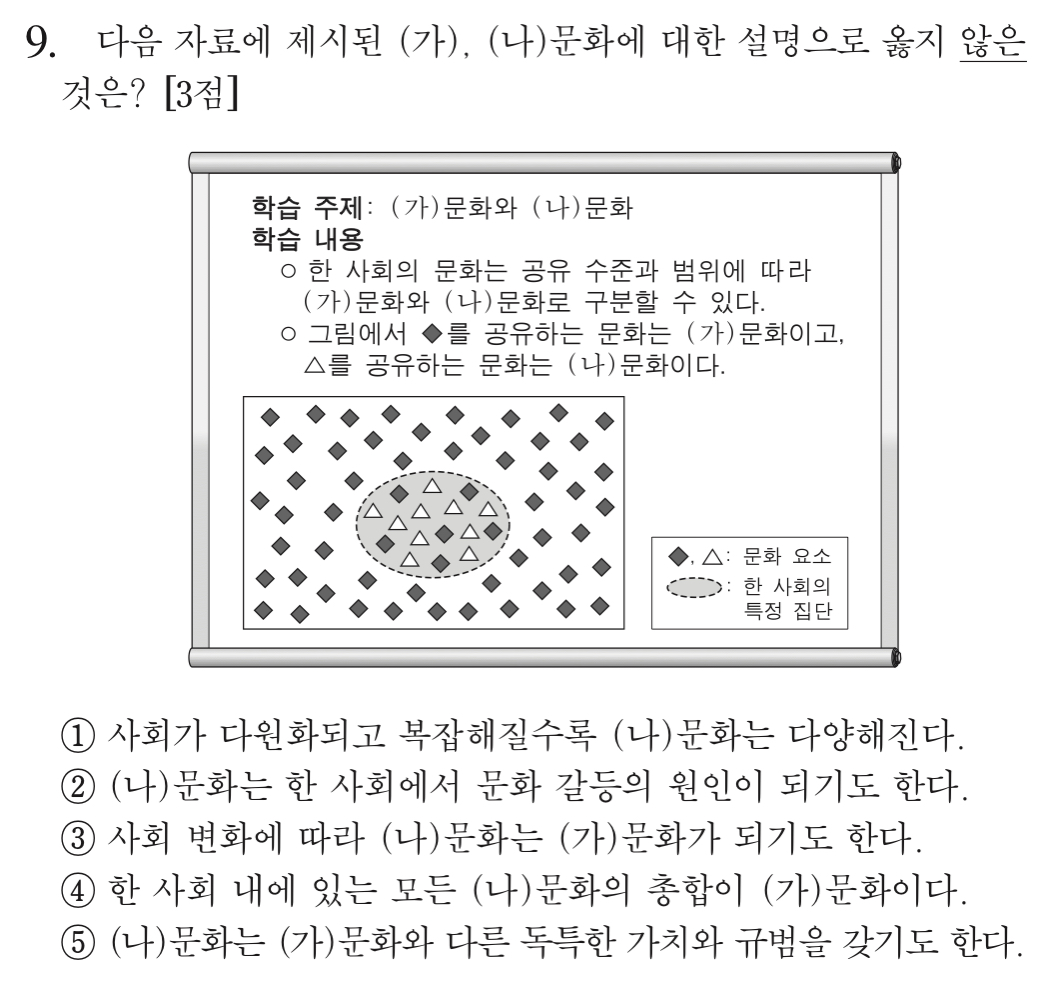 9. 다음 자료에 제시된 (가), (나)문화에 대한 설명으로 옳지 않은
것은? [3점]
학습 주제: (가)문화와 (나)문화
학습 내용
○ 한 사회의 문화는 공유 수준과 범위에 따라
(가)문화와 (나)문화로 구분할 수 있다.
○ 그림에서 ◆를 공유하는 문화는 (가)문화이고,
△를 공유하는 문화는 (나)문화이다.
◆, △: 문화 요소
: 한 사회의
특정 집단
① 사회가 다원화되고 복잡해질수록 (나)문화는 다양해진다.
② (나)문화는 한 사회에서 문화 갈등의 원인이 되기도 한다.
③ 사회 변화에 따라 (나)문화는 (가)문화가 되기도 한다.
④ 한 사회 내에 있는 모든 (나)문화의 총합이 (가)문화이다.
⑤ (나)문화는 (가)문화와 다른 독특한 가치와 규범을 갖기도 한다.